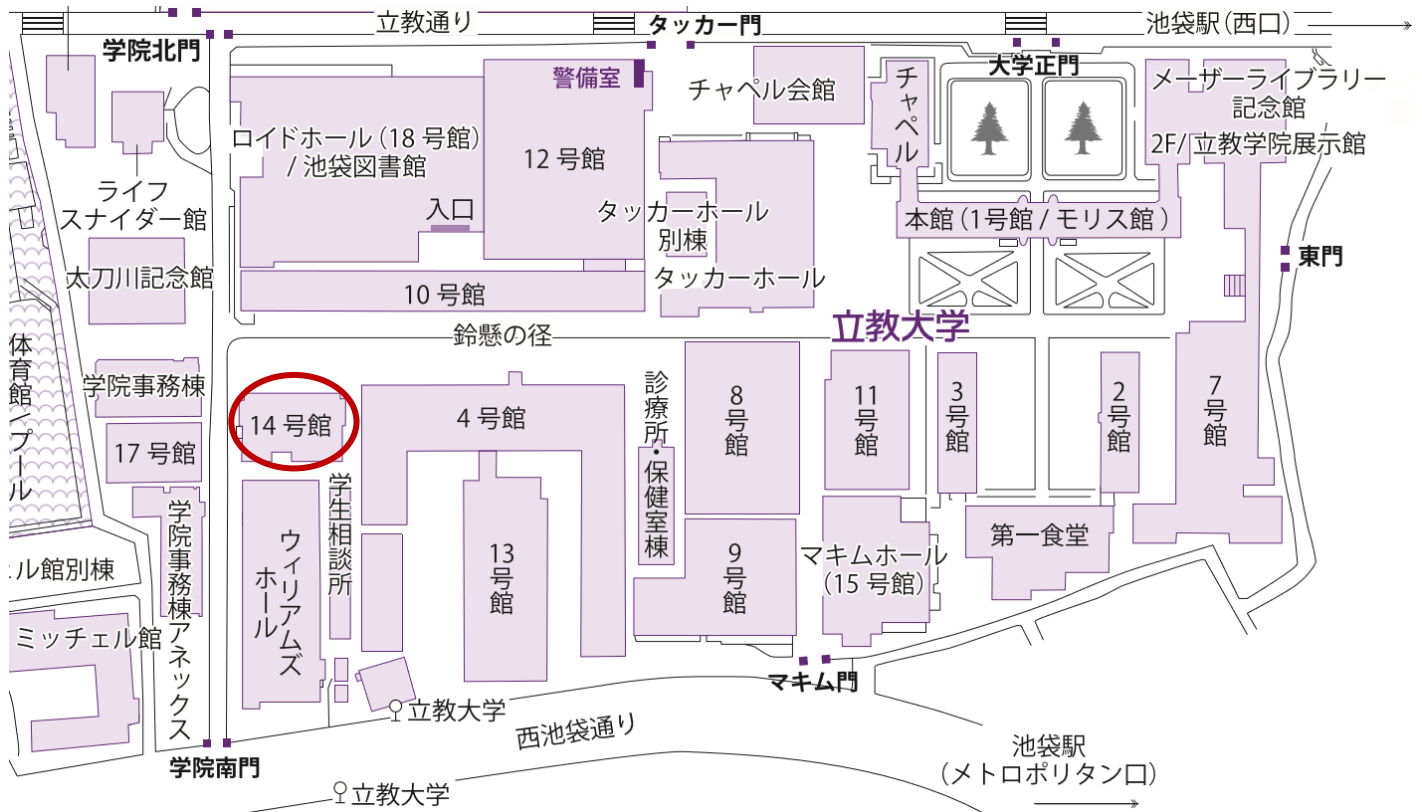 立教通り
タッカー門
池袋駅（西口）
学院北門
大学正門
警備室
チャペル会館
チャペル
メーザーライブラリー
記念館
2F/ 立教学院展示館
ロイドホール（18 号館）
/ 池袋図書館
12 号館
入口
ライフ
スナイダー館
タッカーホール
別棟
本館（1号館 / モリス館 ）
太刀川記念館
タッカーホール
東門
10 号館
鈴懸の径
立教大学
体育館／プール
学院事務棟
14 号館
4 号館
診療所・保健室棟
8号館
11号館
3号館
2号館
7号館
17 号館
学院事務棟アネックス
ウィリアムズ
ホール
学生相談所
13号館
9号館
マキムホール
（15 号館）
第一食堂
ル館別棟
ミッチェル館
マキム門
立教大学
西池袋通り
学院南門
池袋駅
（メトロポリタン口）
立教大学